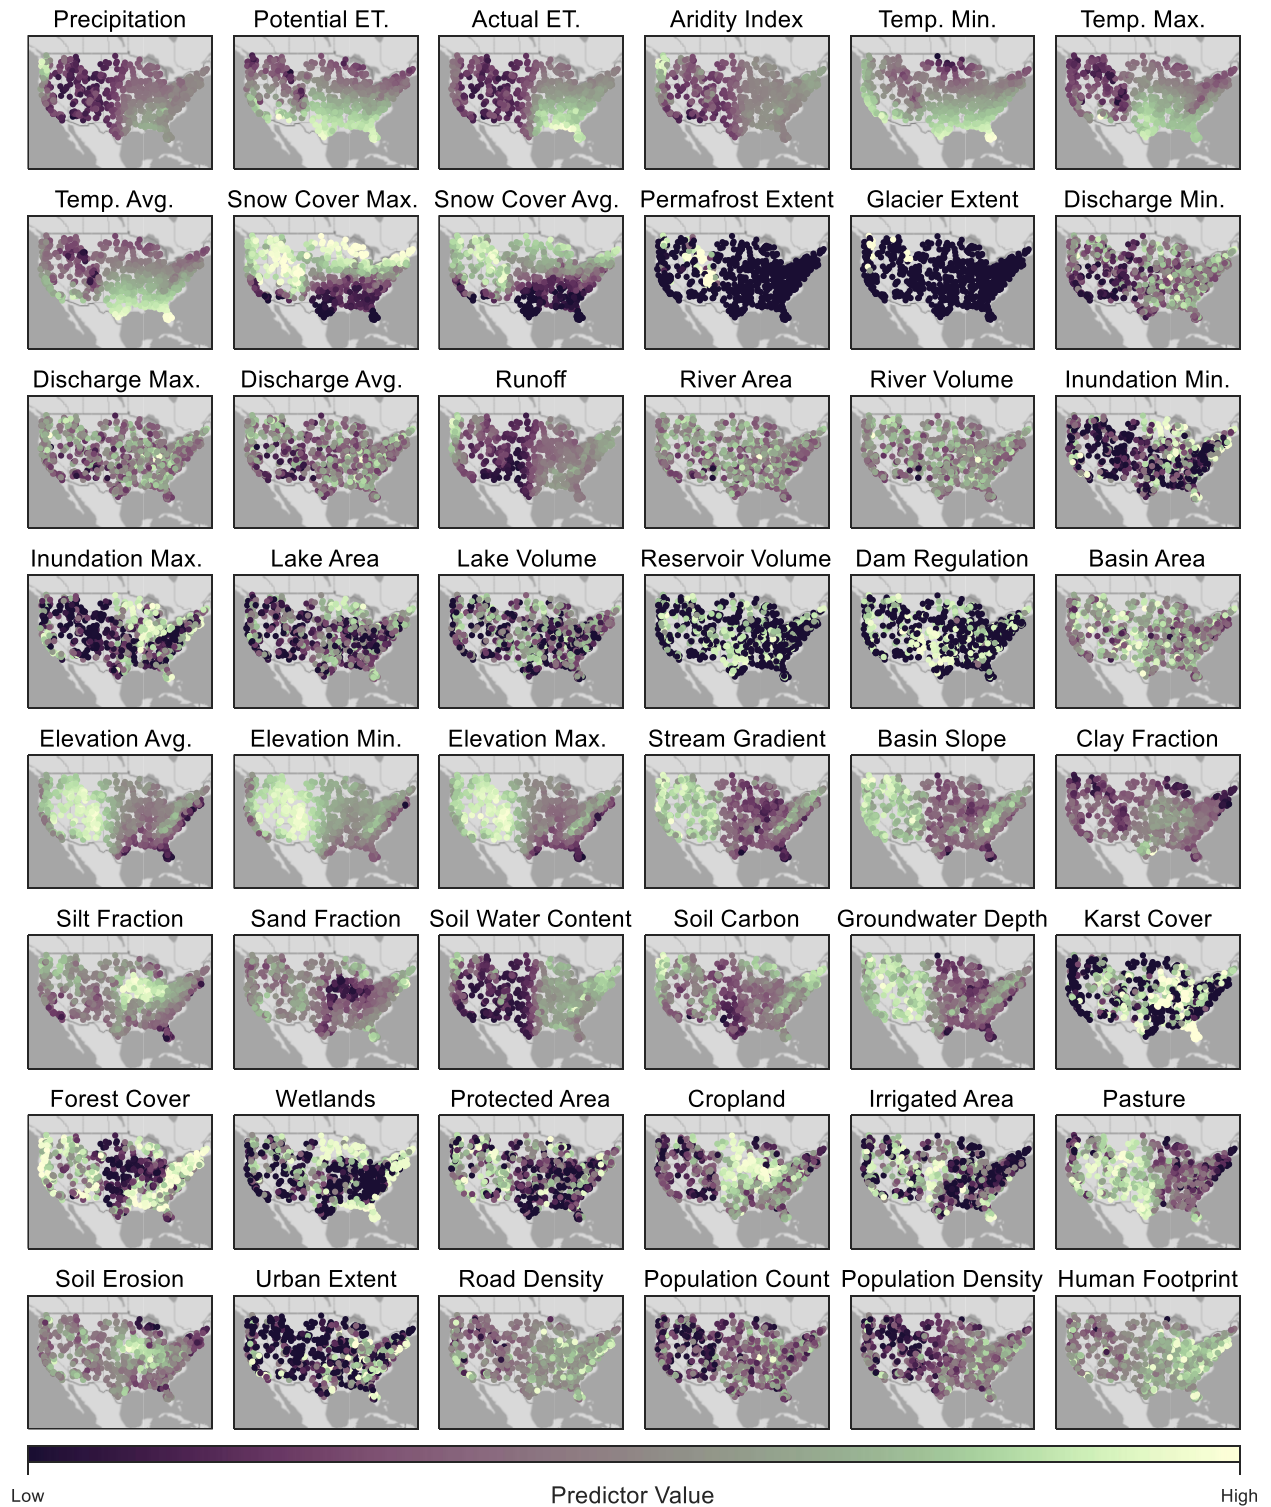 Precipitation Potential ET. Actual ET. Aridity Index Temp. Min. Temp. Max.
Temp. Avg. Snow Cover Max. Snow Cover Avg. Permafrost Extent Glacier Extent Discharge Min.
Discharge Max. Discharge Avg. Runoff River Area River Volume Inundation Min.
Inundation Max. Lake Area Lake Volume Reservoir Volume Dam Regulation Basin Area
Elevation Avg. Elevation Min. Elevation Max. Stream Gradient Basin Slope Clay Fraction
Silt Fraction Sand Fraction Soil Water Content Soil Carbon Groundwater Depth Karst Cover
Forest Cover Wetlands Protected Area Cropland Irrigated Area Pasture
Soil Erosion Urban Extent Road Density Population Count Population Density Human Footprint
Low Predictor Value High